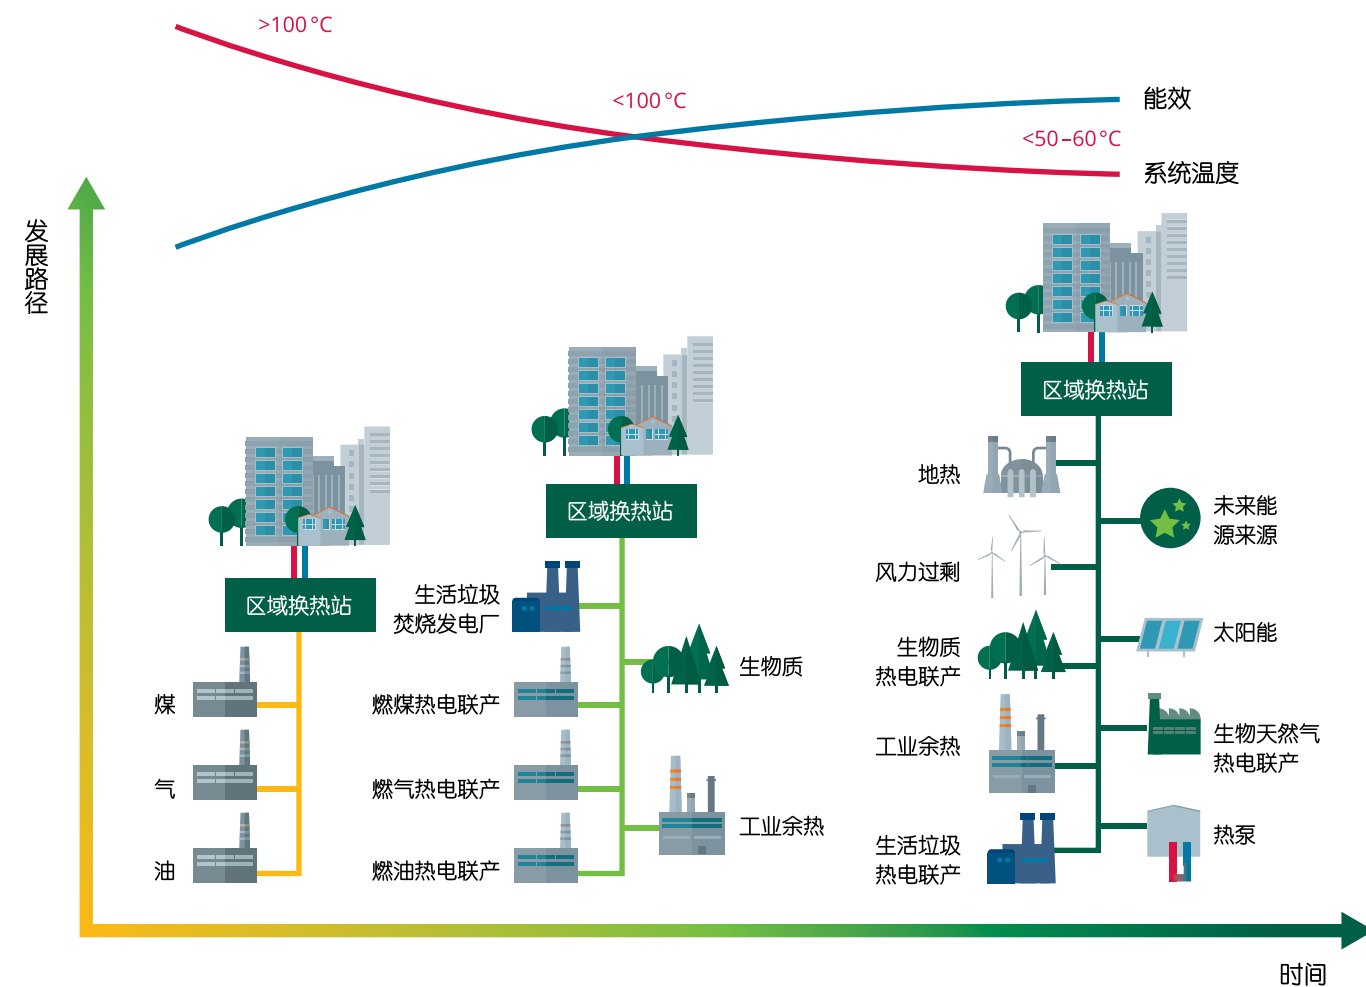 >100°C
<100°C
能效
<50–60°C
系统温度
发展路径
区域换热站
地热
未来能
源来源
区域换热站
风力过剩
生活垃圾
焚烧发电厂
区域换热站
太阳能
生物质
热电联产
生物质
煤
燃煤热电联产
工业余热
生物天然气
热电联产
气
燃气热电联产
工业余热
热泵
生活垃圾
热电联产
油
燃油热电联产
时间